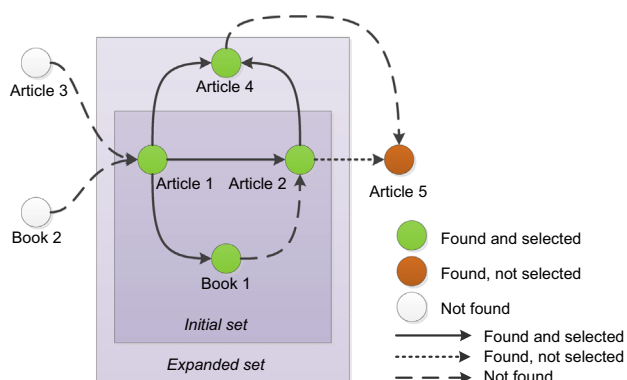 Article 3
Article 4
Article 1
Article 2
Article 5
Book 2
Book 1
Initial set
Expanded set
Found and selected
Found, not selected
Not found
Found and selected
Found, not selected
Not found